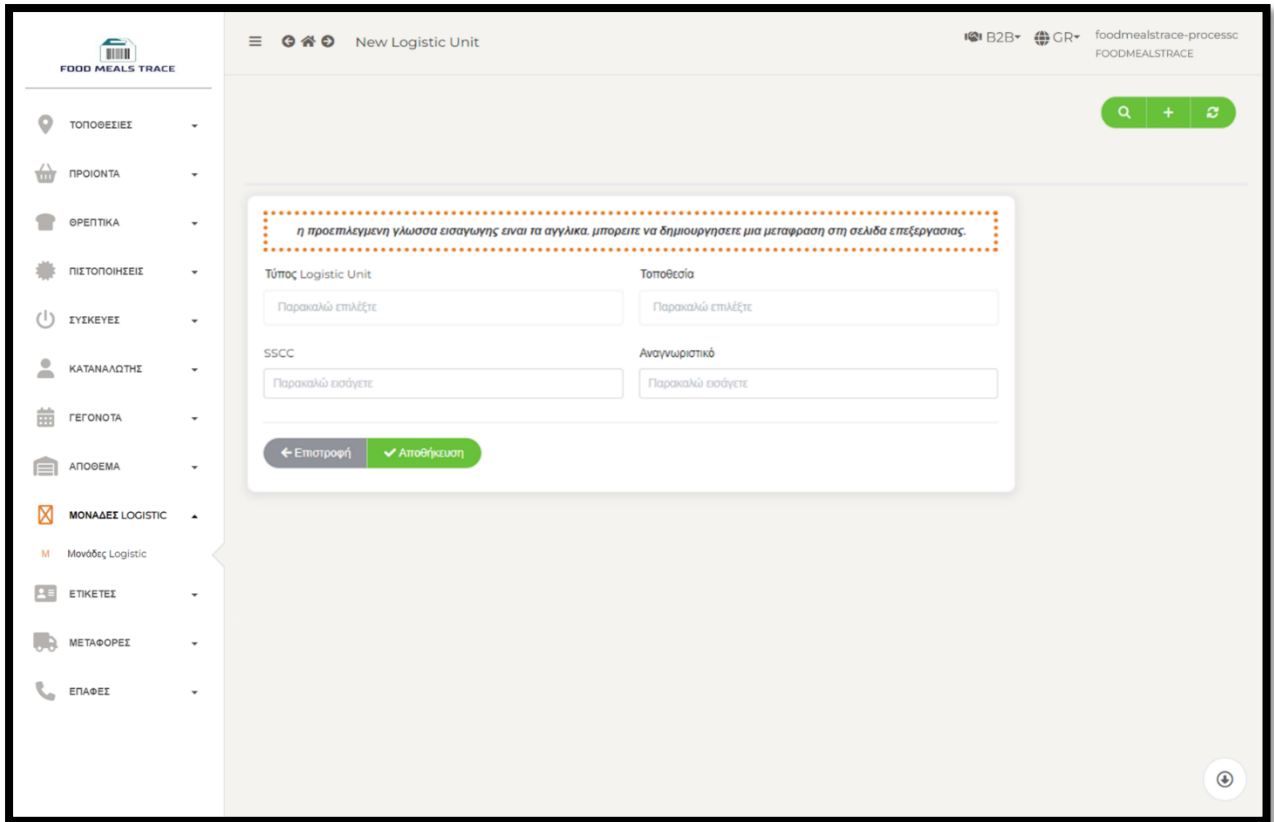 FOOD MEALS TRACE
New Logistic Unit
B2B
GR
foodmealstrace-processc
FOODMEALSTRACE
ΤΟΠΟΘΕΣΙΕΣ
ΠΡΟΙΟΝΤΑ
ΘΡΕΠΤΙΚΑ
ΠΙΣΤΟΠΟΙΗΣΕΙΣ
ΣΥΣΚΕΥΕΣ
ΚΑΤΑΝΑΛΩΤΗΣ
ΓΕΓΟΝΟΤΑ
ΑΠΟΘΕΜΑ
ΜΟΝΑΔΕΣ LOGISTIC
M Μονάδες Logistic
ΕΤΙΚΕΤΕΣ
ΜΕΤΑΦΟΡΕΣ
ΕΠΑΦΕΣ
η προεπιλεγμενη γλωσσα εισαγωγης ειναι τα αγγλικα. μπορειτε να δημιουργησετε μια μεταφραση στη σελιδα επεξεργασιας.
Τύπος Logistic Unit
Τοποθεσία
Παρακαλώ επιλέξτε
Παρακαλώ επιλέξτε
SSCC
Αναγνωριστικό
Παρακαλώ εισάγετε
Παρακαλώ εισάγετε
Επιστροφή
Αποθήκευση